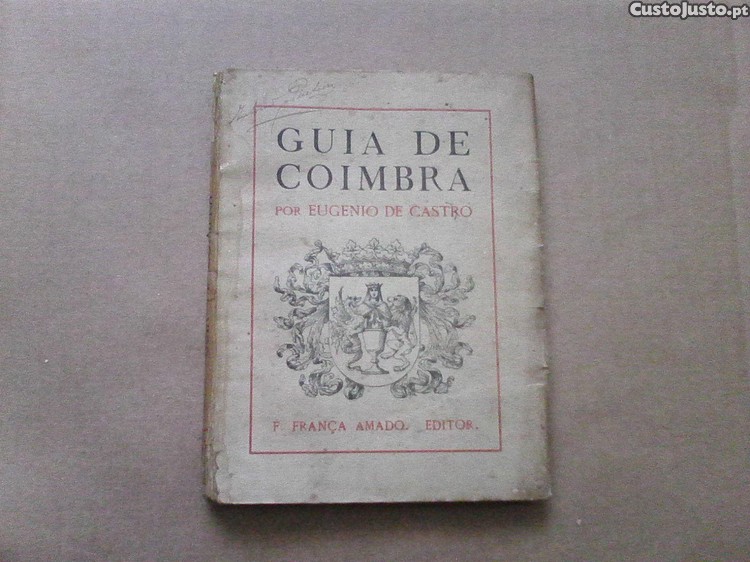 CustoJusto.pt
GUIA DE
COIMBRA
POR EUGENIO DE CASTRO
F. FRANÇA AMADO. EDITOR.